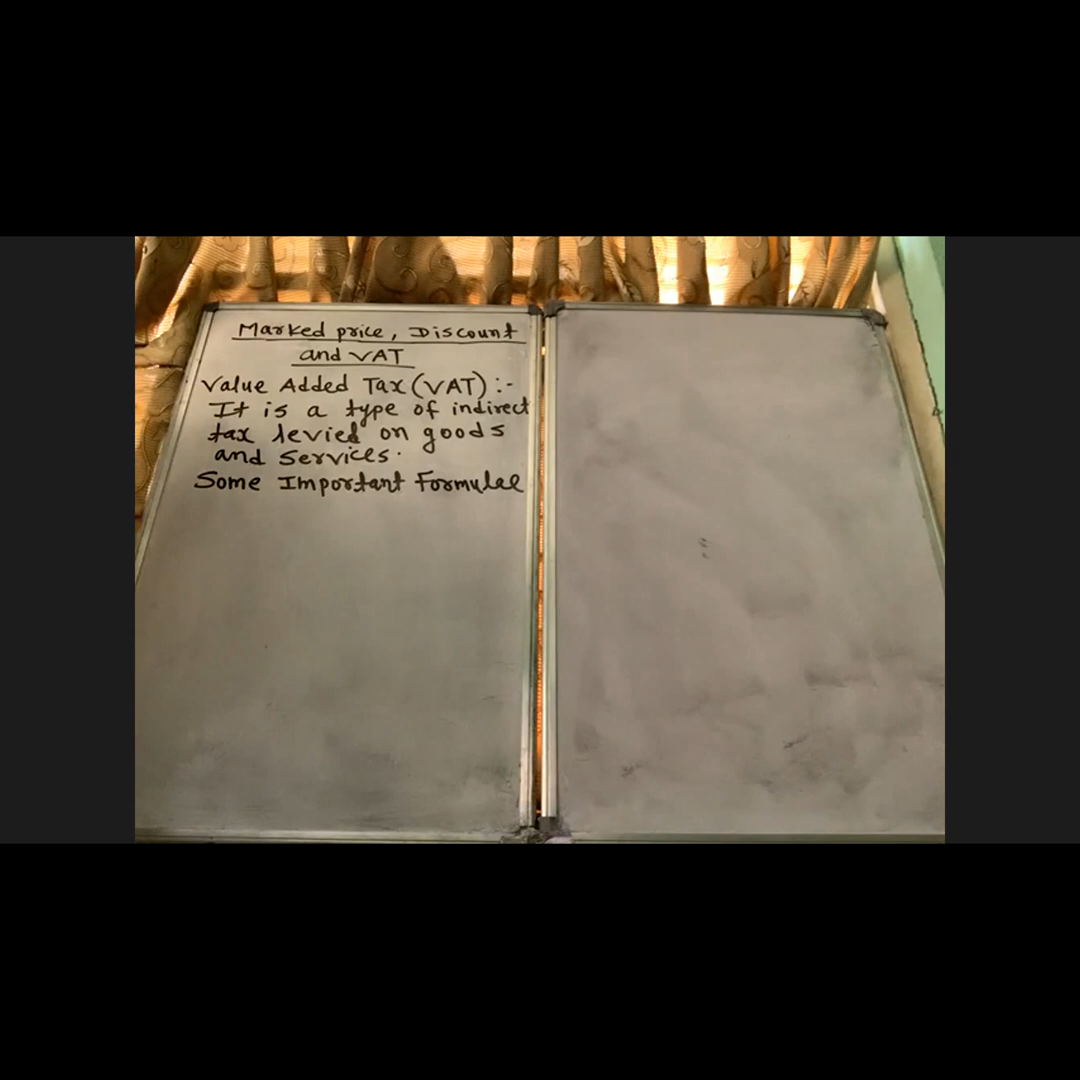 Marked price, Discount
and VAT
Value Added Tax (VAT) :-
It is a type of indirect
tax levied on goods
and services.
Some Important Formulae